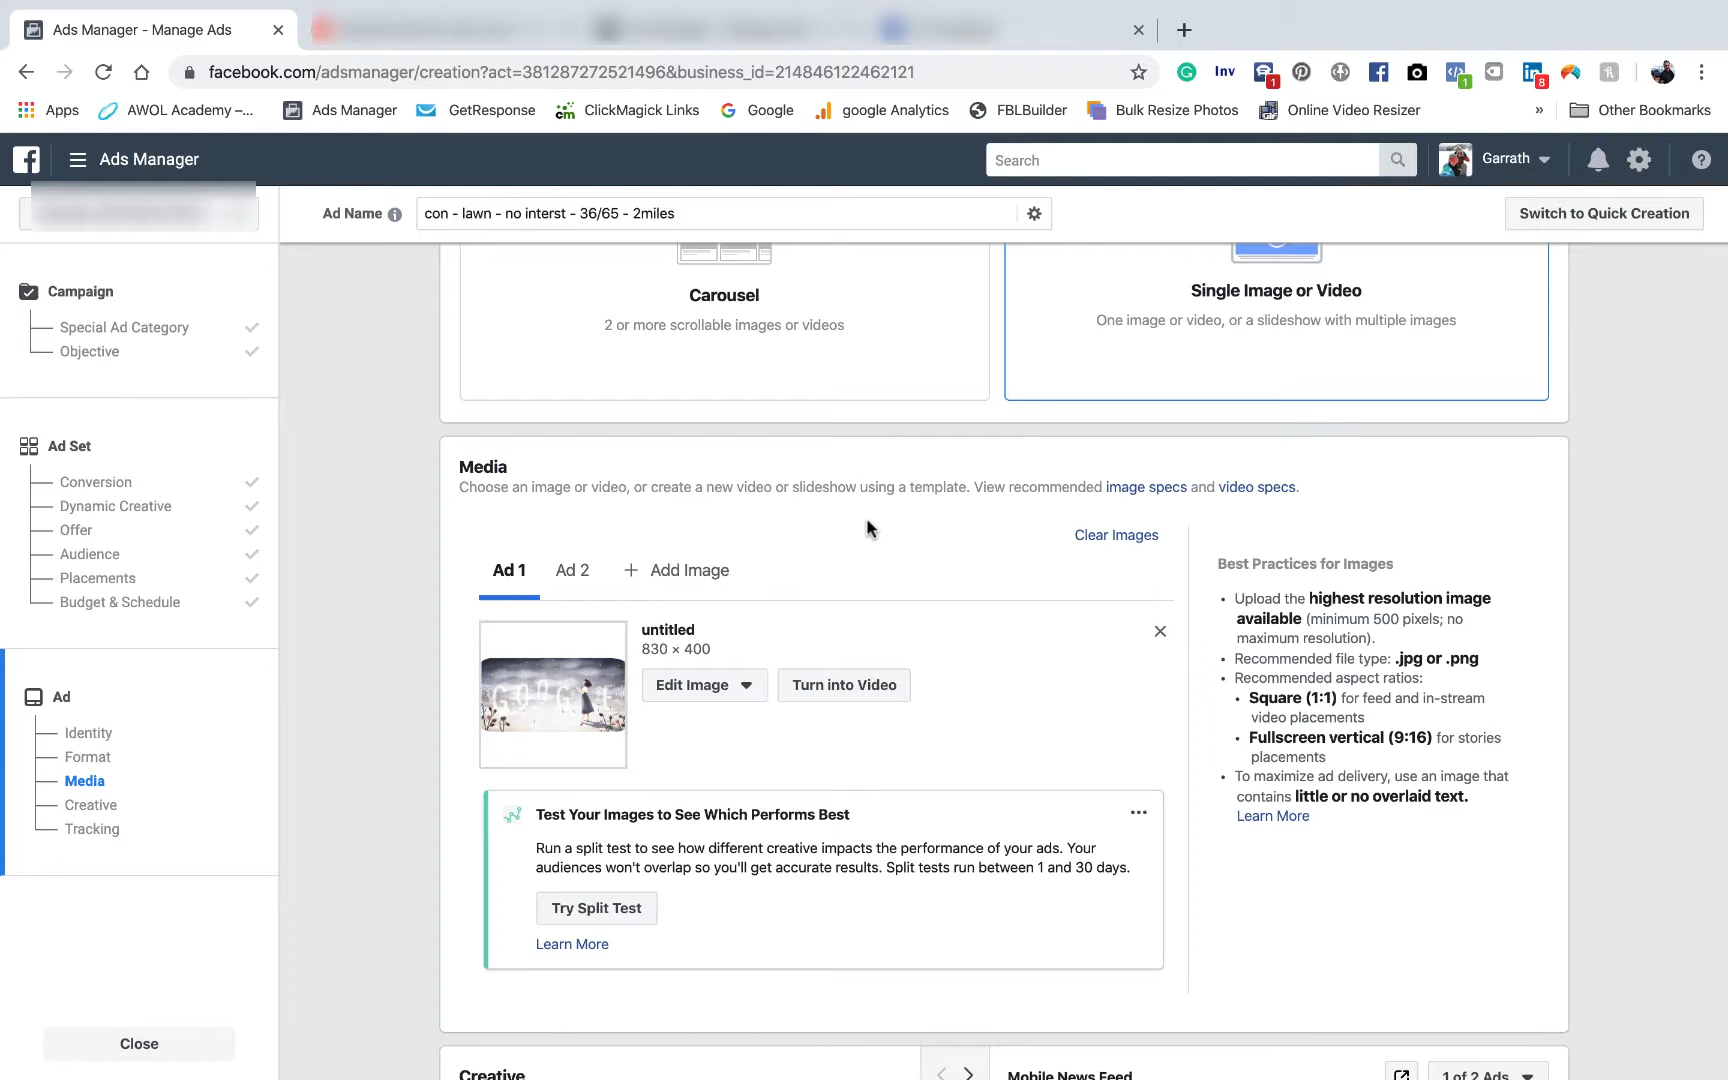 Ads Manager - Manage Ads
facebook.com/adsmanager/creation?act=381287272521496&business_id=214846122462121
Inv
1
1
8
Apps
AWOL Academy –...
Ads Manager
GetResponse
ClickMagick Links
Google
google Analytics
FBLBuilder
Bulk Resize Photos
Online Video Resizer
»
Other Bookmarks
Ads Manager
Search
Garrath
Ad Name
con - lawn - no interst - 36/65 - 2miles
Switch to Quick Creation
Campaign
Special Ad Category
Objective
Ad Set
Conversion
Dynamic Creative
Offer
Audience
Placements
Budget & Schedule
Ad
Identity
Format
Media
Creative
Tracking
Close
Carousel
2 or more scrollable images or videos
Single Image or Video
One image or video, or a slideshow with multiple images
Media
Choose an image or video, or create a new video or slideshow using a template. View recommended image specs and video specs.
Clear Images
Ad 1
Ad 2
+ Add Image
untitled
830 × 400
Edit Image
Turn into Video
GOOGLE
Test Your Images to See Which Performs Best
Run a split test to see how different creative impacts the performance of your ads. Your
audiences won't overlap so you'll get accurate results. Split tests run between 1 and 30 days.
Try Split Test
Learn More
Best Practices for Images
• Upload the highest resolution image
available (minimum 500 pixels; no
maximum resolution).
• Recommended file type: .jpg or .png
• Recommended aspect ratios:
• Square (1:1) for feed and in-stream
video placements
• Fullscreen vertical (9:16) for stories
placements
• To maximize ad delivery, use an image that
contains little or no overlaid text.
Learn More
Creative
Mobile News Feed
1 of 2 Ads